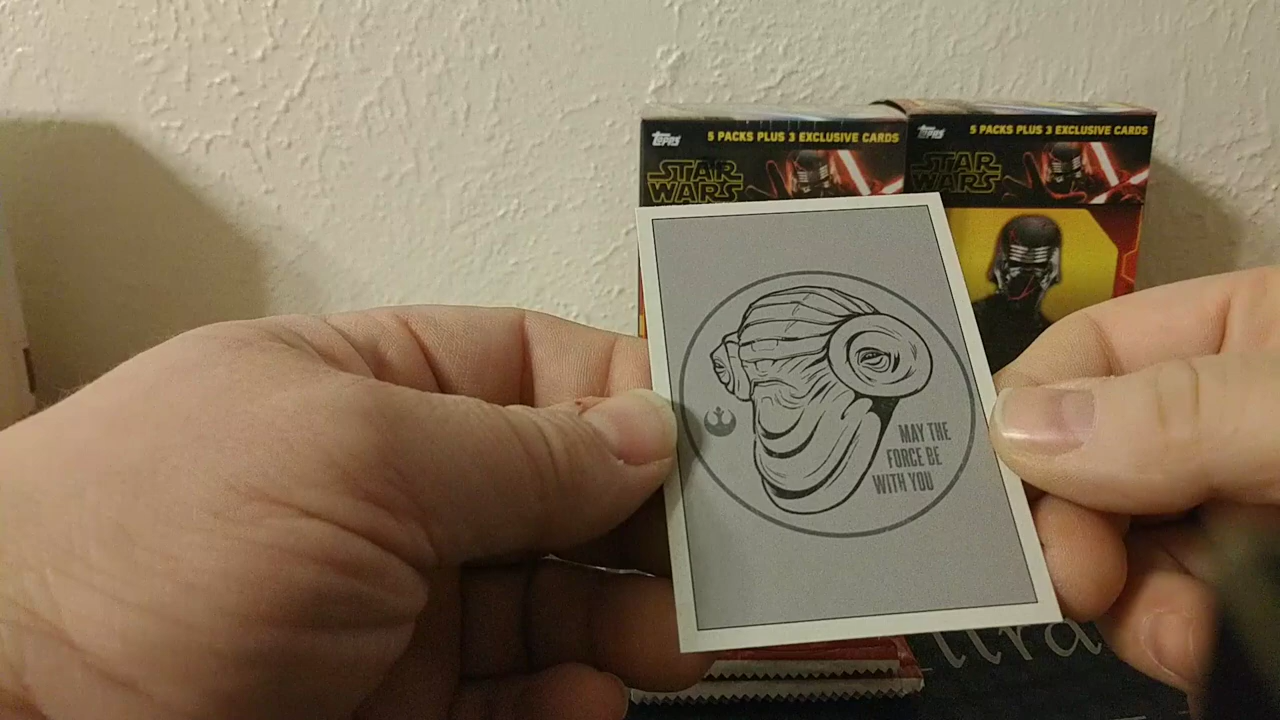 Topps
5 PACKS PLUS 3 EXCLUSIVE CARDS
STAR
WARS
Topps
5 PACKS PLUS 3 EXCLUSIVE CARDS
STAR
WARS
MAY THE
FORCE BE
WITH YOU